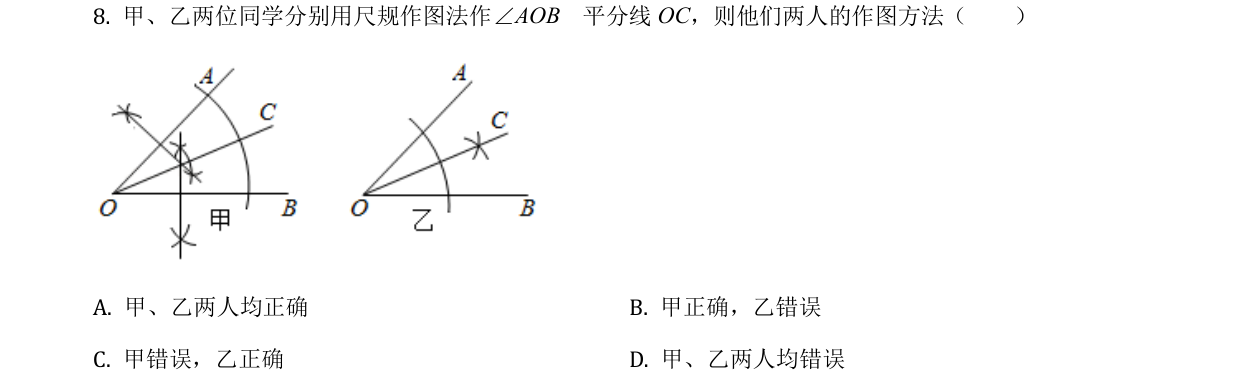 8. 甲、乙两位同学分别用尺规作图法作∠AOB 平分线 OC，则他们两人的作图方法（  ）
A
C
O
B
甲
A
C
O
B
乙
A. 甲、乙两人均正确
B. 甲正确，乙错误
C. 甲错误，乙正确
D. 甲、乙两人均错误